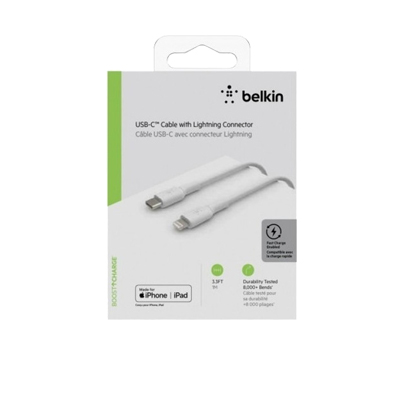 belkin
USB-C™ Cable with Lightning Connector
Câble USB-C avec connecteur Lightning
Fast Charge
Enabled
Compatible avec
la charge rapide
BOOST↑CHARGE
Made for
iPhone | iPad
3.3FT
1M
Durability Tested
8,000+ Bends
Câble testé pour
sa durabilité
+8 000 pliages